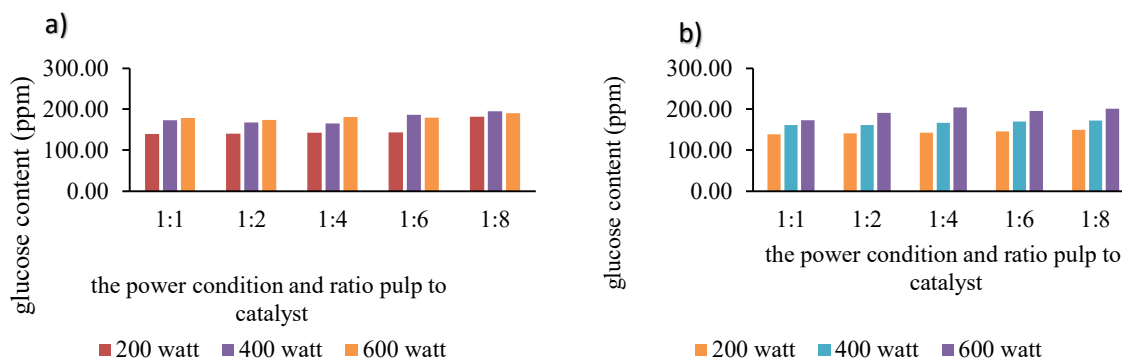 a)
glucose content (ppm)
300.00
200.00
100.00
0.00
1:1 1:2 1:4 1:6 1:8
the power condition and ratio pulp to
catalyst
200 watt 400 watt 600 watt
b)
glucose content (ppm)
300.00
200.00
100.00
0.00
1:1 1:2 1:4 1:6 1:8
the power condition and ratio pulp to
catalyst
200 watt 400 watt 600 watt